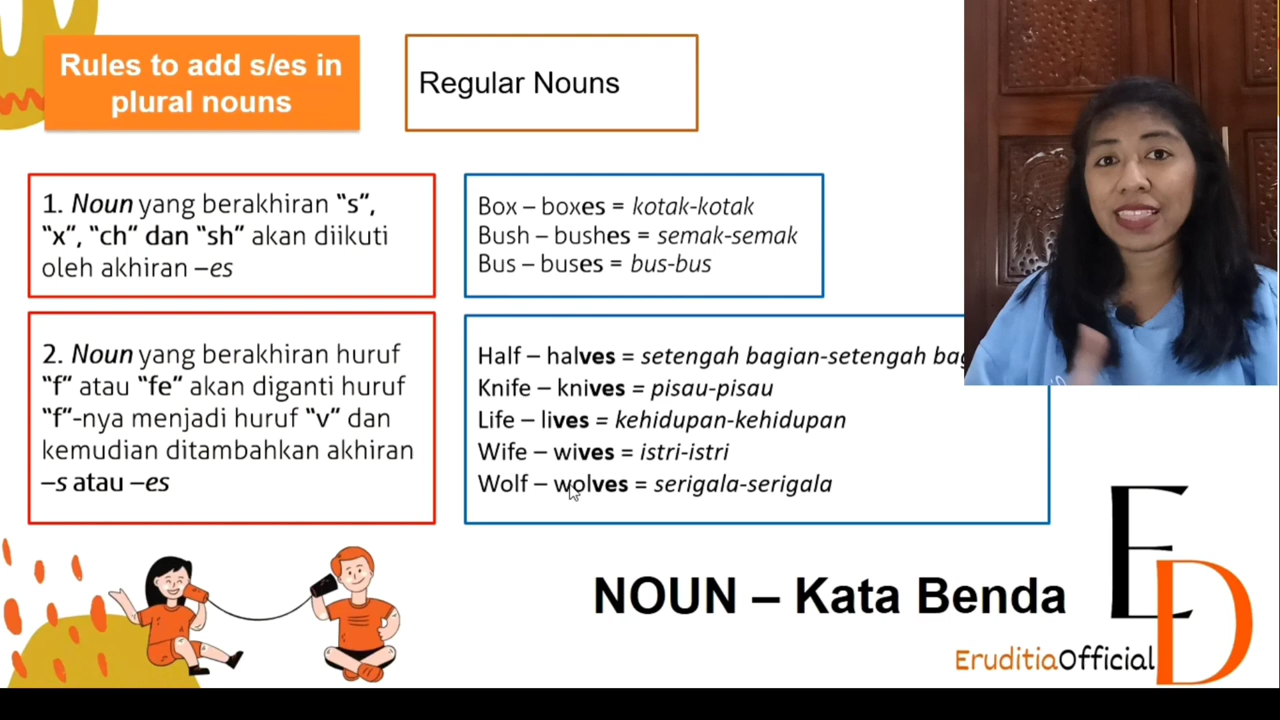 Rules to add s/es in
plural nouns
Regular Nouns
1. Noun yang berakhiran “s”,
“x”, “ch” dan “sh” akan diikuti
oleh akhiran –es
Box – boxes = kotak-kotak
Bush – bushes = semak-semak
Bus – buses = bus-bus
2. Noun yang berakhiran huruf
“f” atau “fe” akan diganti huruf
“f”-nya menjadi huruf “v” dan
kemudian ditambahkan akhiran
–s atau –es
Half – halves = setengah bagian-setengah
Knife – knives = pisau-pisau
Life – lives = kehidupan-kehidupan
Wife – wives = istri-istri
Wolf – wolves = serigala-serigala
NOUN – Kata Benda
ED
EruditiaOfficial